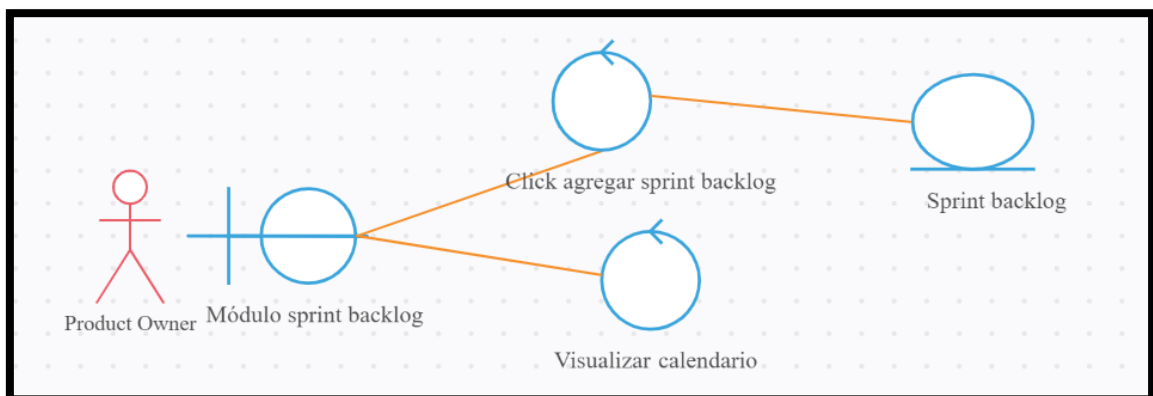 Click agregar sprint backlog
Sprint backlog
Product Owner
Módulo sprint backlog
Visualizar calendario